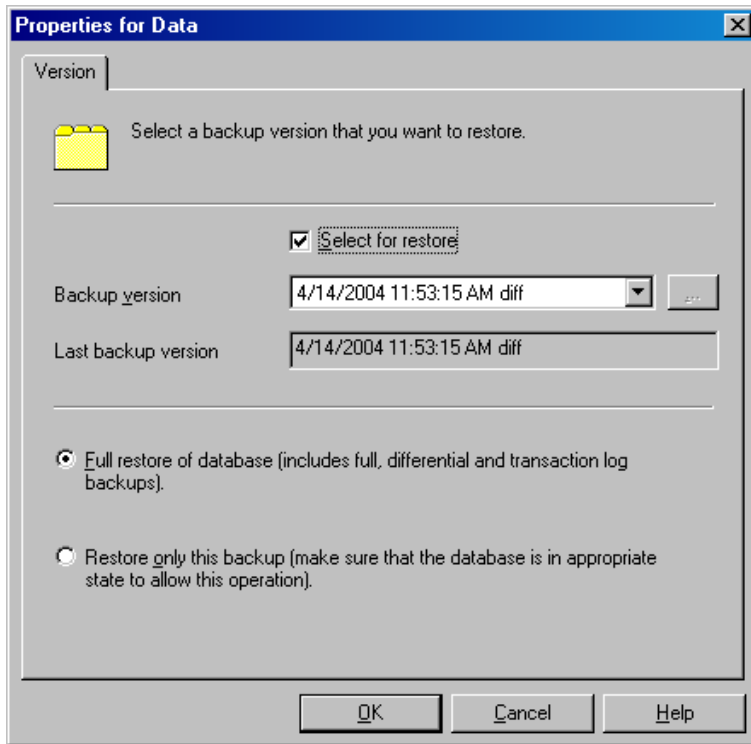 Properties for Data
Version
Select a backup version that you want to restore.
Select for restore
Backup version 4/14/2004 11:53:15 AM diff ...
Last backup version 4/14/2004 11:53:15 AM diff
Full restore of database (includes full, differential and transaction log
backups).
Restore only this backup (make sure that the database is in appropriate
state to allow this operation).
OK Cancel Help